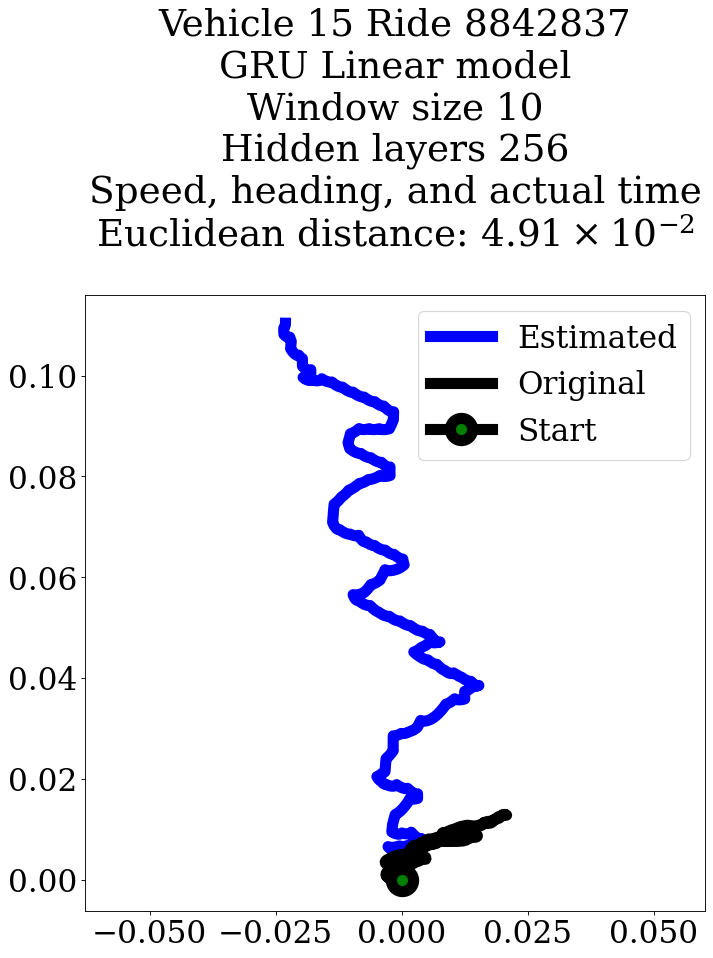 Vehicle 15 Ride 8842837
GRU Linear model
Window size 10
Hidden layers 256
Speed, heading, and actual time
Euclidean distance: 4.91 × 10⁻²
Estimated
Original
Start
0.10
0.08
0.06
0.04
0.02
0.00
−0.050 −0.025 0.000 0.025 0.050